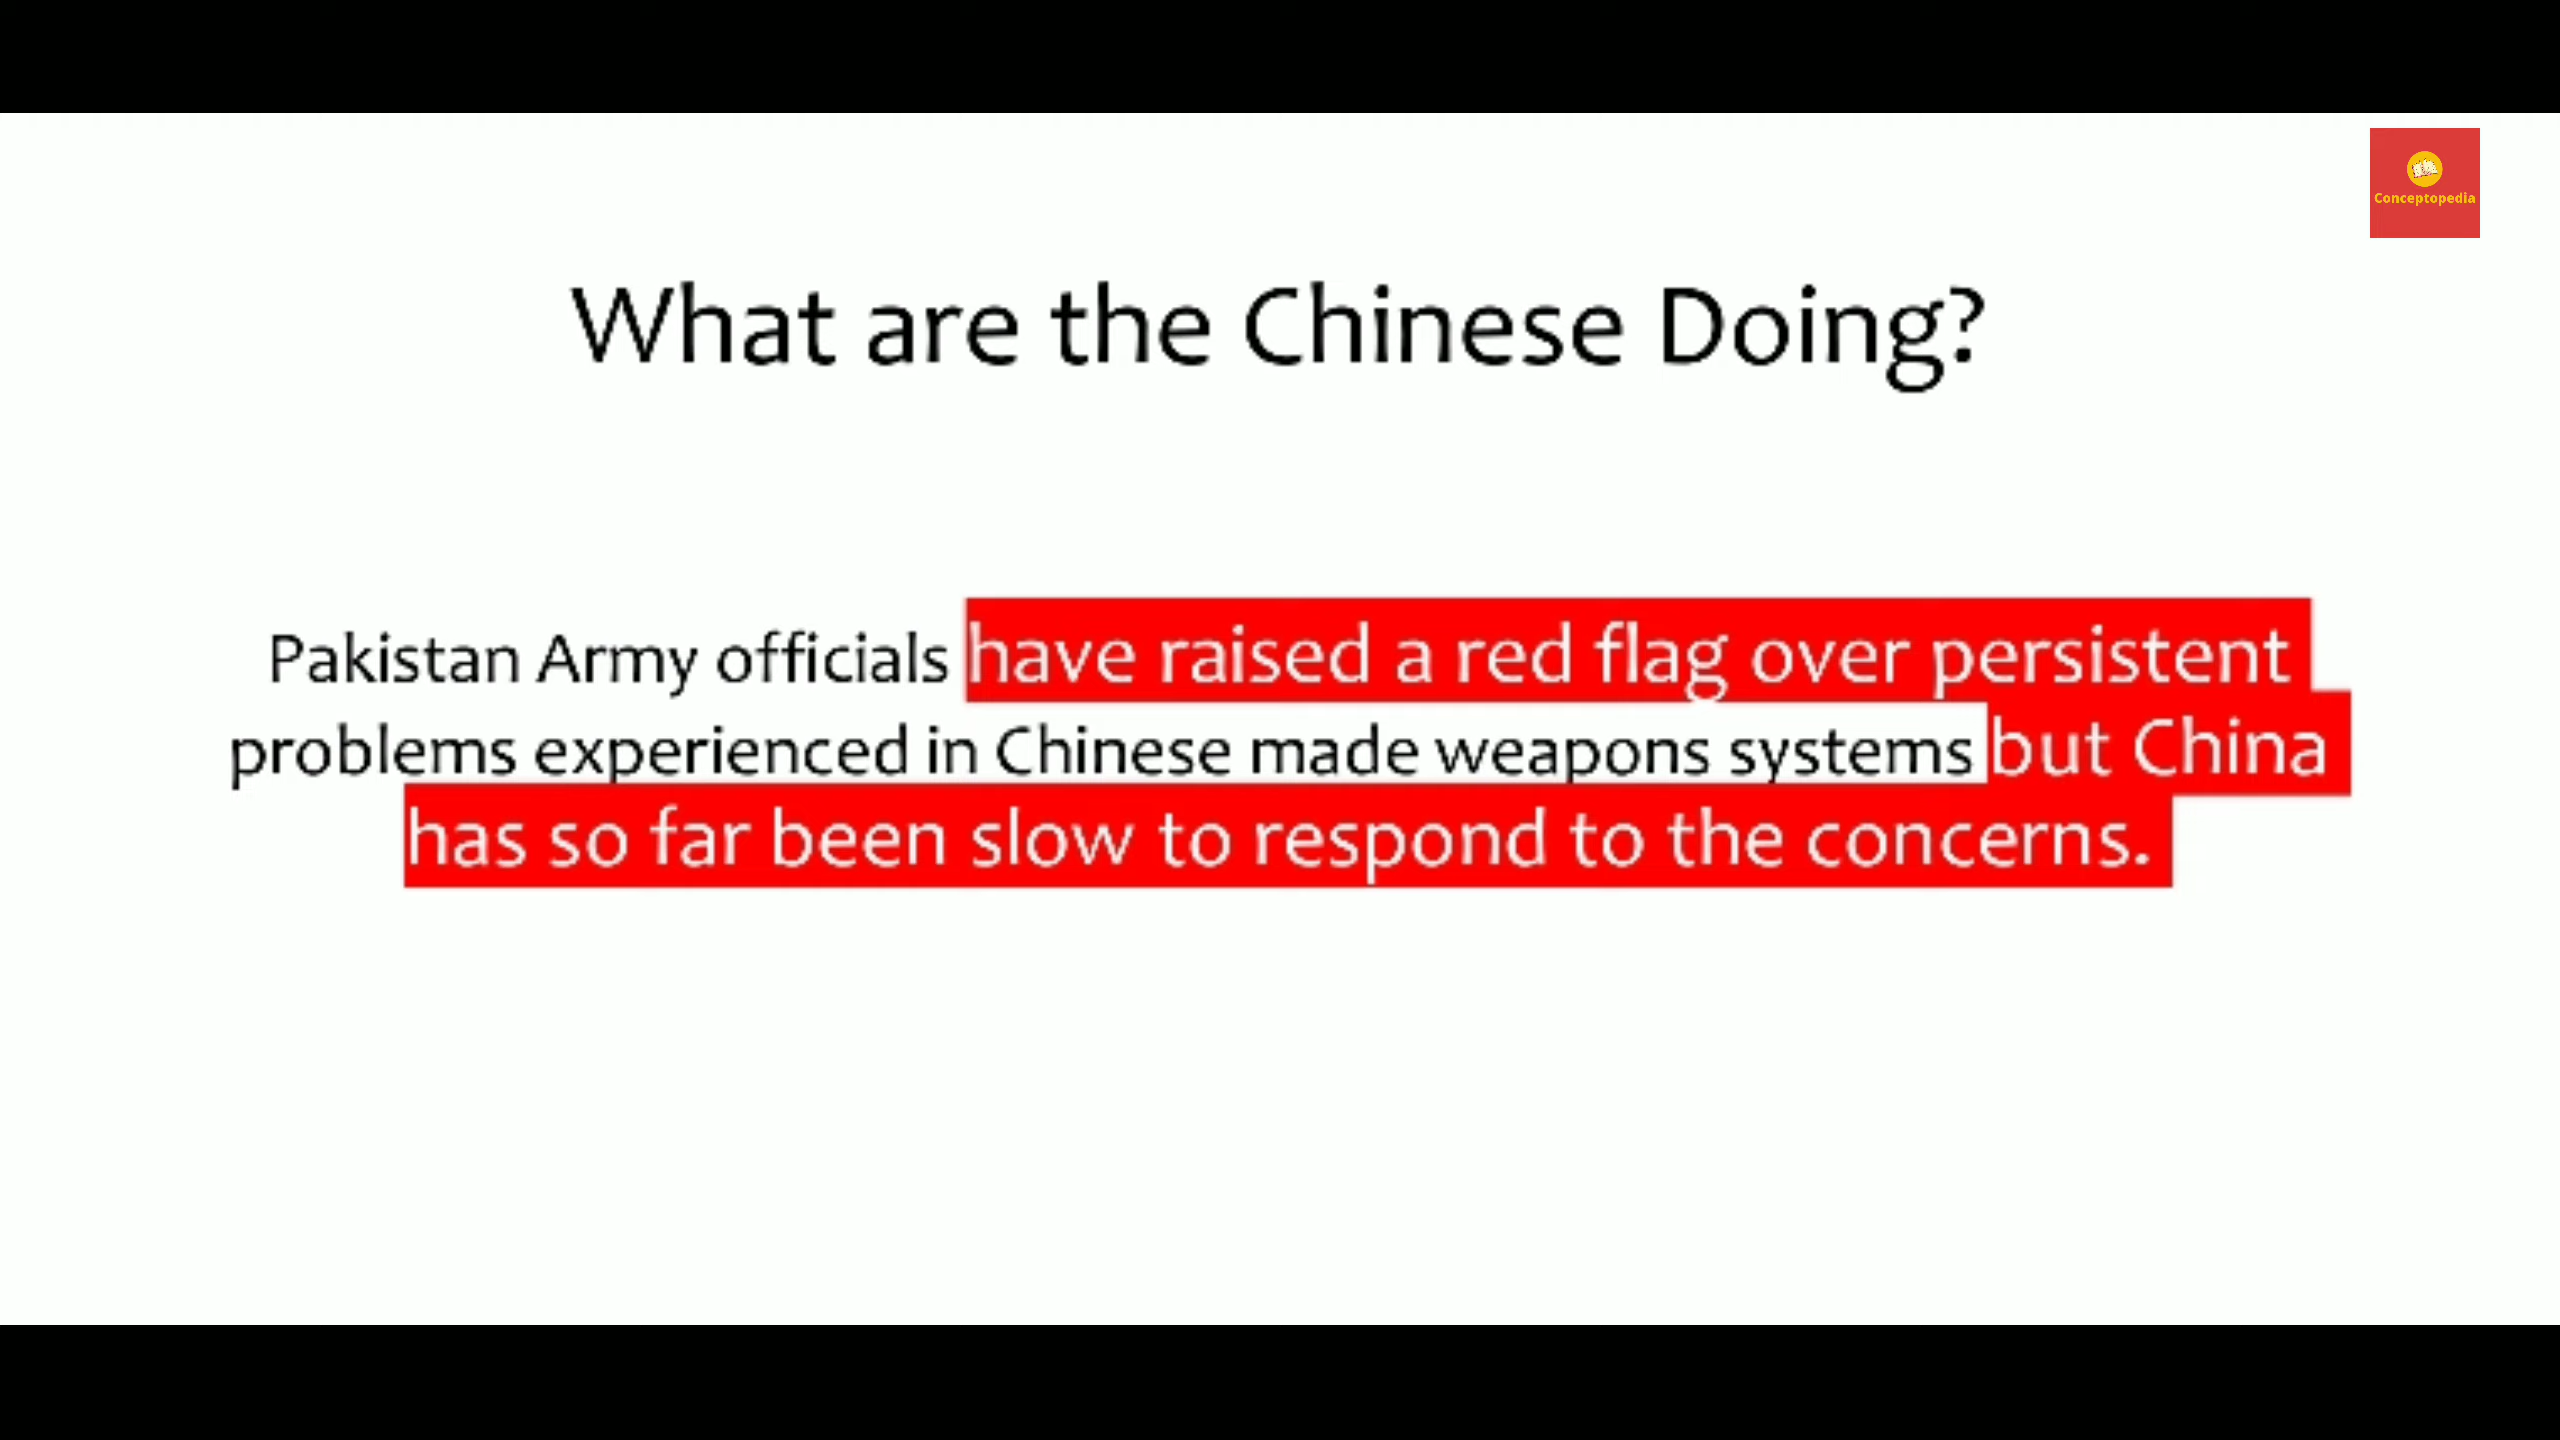 Conceptopedia
What are the Chinese Doing?
Pakistan Army officials have raised a red flag over persistent
problems experienced in Chinese made weapons systems but China
has so far been slow to respond to the concerns.